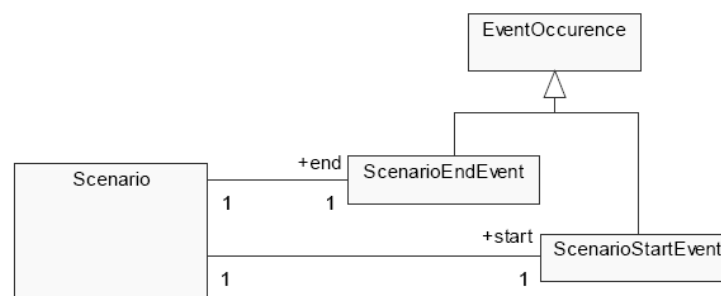 EventOccurence
+end
ScenarioEndEvent
Scenario
1
1
+start
ScenarioStartEvent
1
1